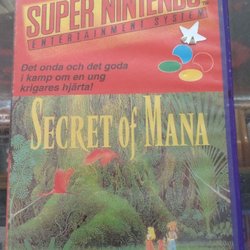 SUPER NINTENDO
ENTERTAINMENT SYSTEM
Det onda och det goda
i kamp om en ung
krigares hjärta!
SECRET of MANA